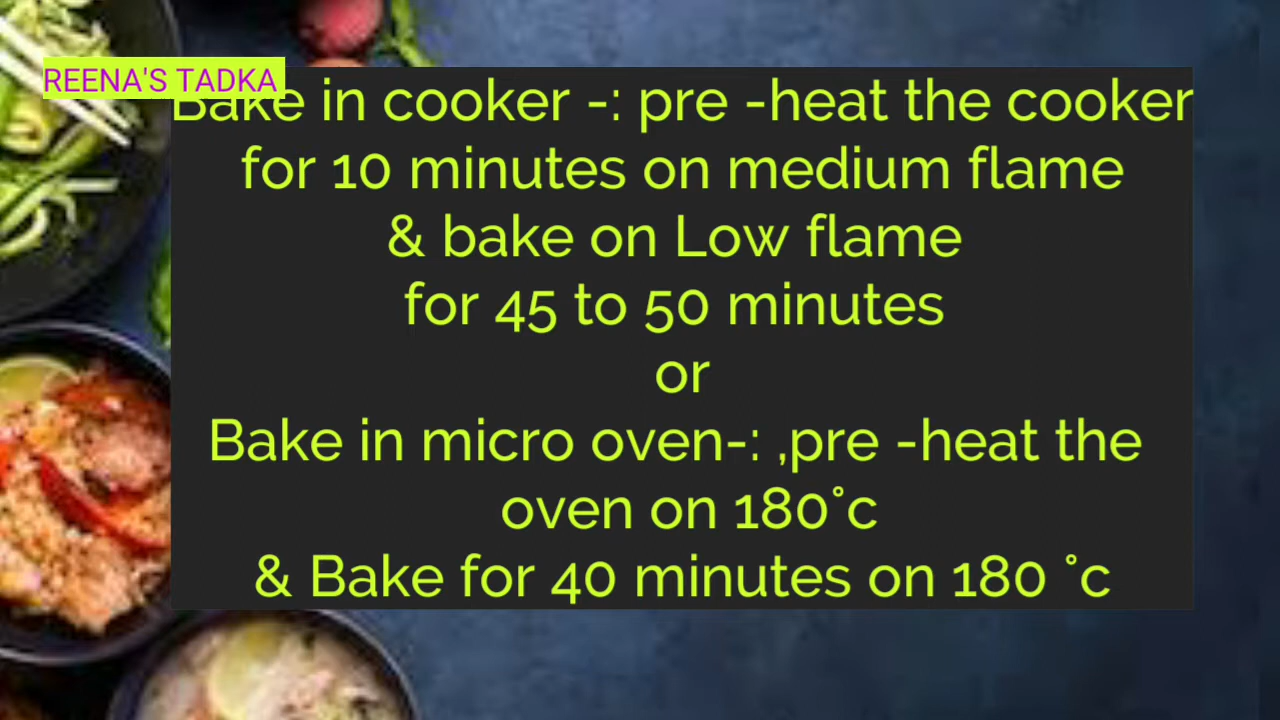 REENA'S TADKA
Bake in cooker -: pre -heat the cooker
for 10 minutes on medium flame
& bake on Low flame
for 45 to 50 minutes
or
Bake in micro oven-: ,pre -heat the
oven on 180°c
& Bake for 40 minutes on 180 °c